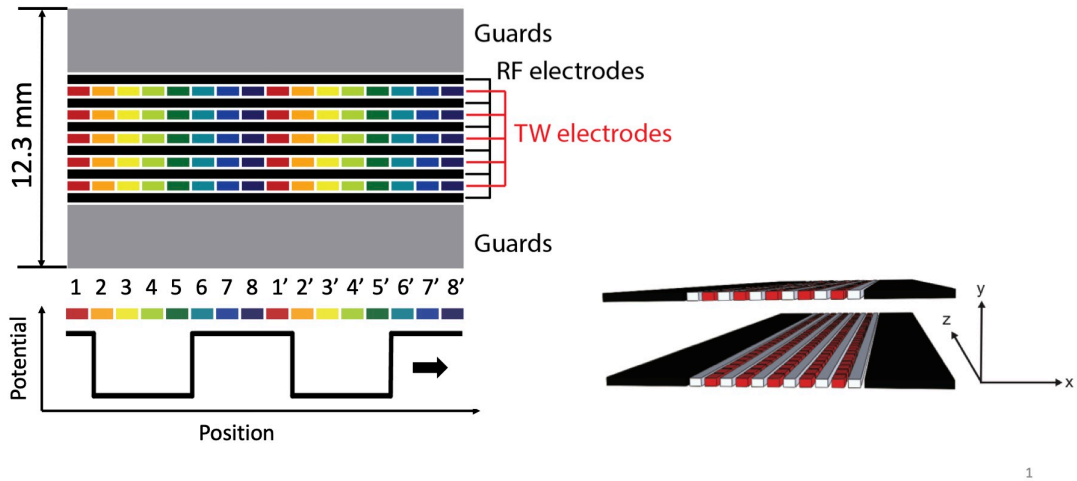 Guards
RF electrodes
TW electrodes
12.3 mm
Guards
1 2 3 4 5 6 7 8 1’ 2’ 3’ 4’ 5’ 6’ 7’ 8’
Potential
Position
y
z
x
1